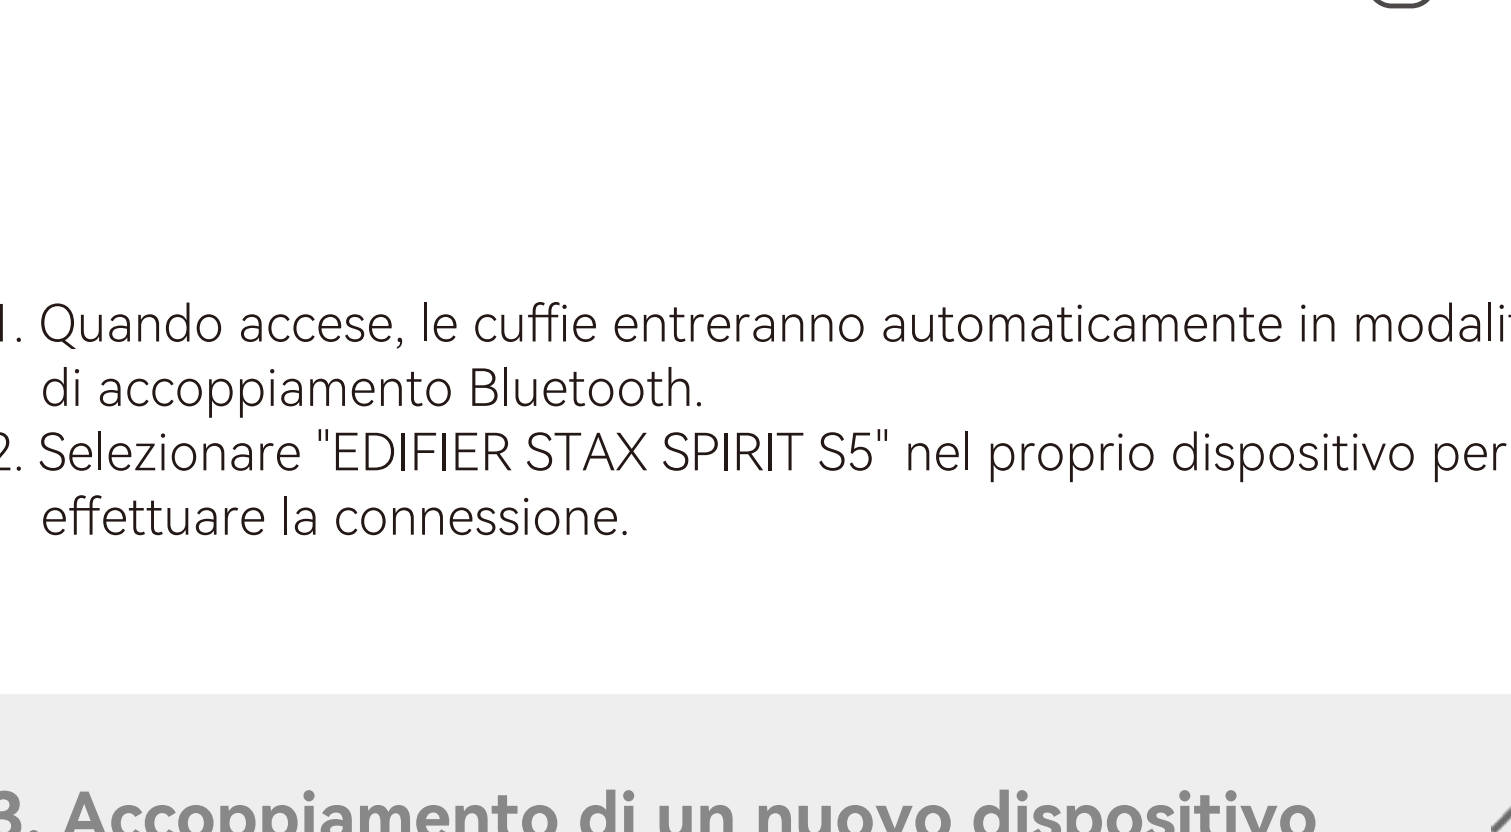 1. Quando accese, le cuffie entreranno automaticamente in
di accoppiamento Bluetooth.
2. Selezionare "EDIFIER STAX SPIRIT S5" nel proprio dispositivo per
effettuare la connessione.
3. Accoppiamento di un nuovo dispositivo